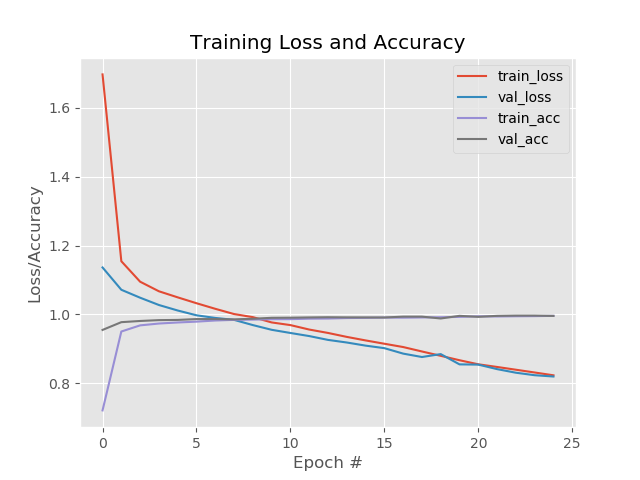 Training Loss and Accuracy
train_loss
val_loss
train_acc
val_acc
1.6
1.4
1.2
1.0
0.8
Loss/Accuracy
0 5 10 15 20 25
Epoch #